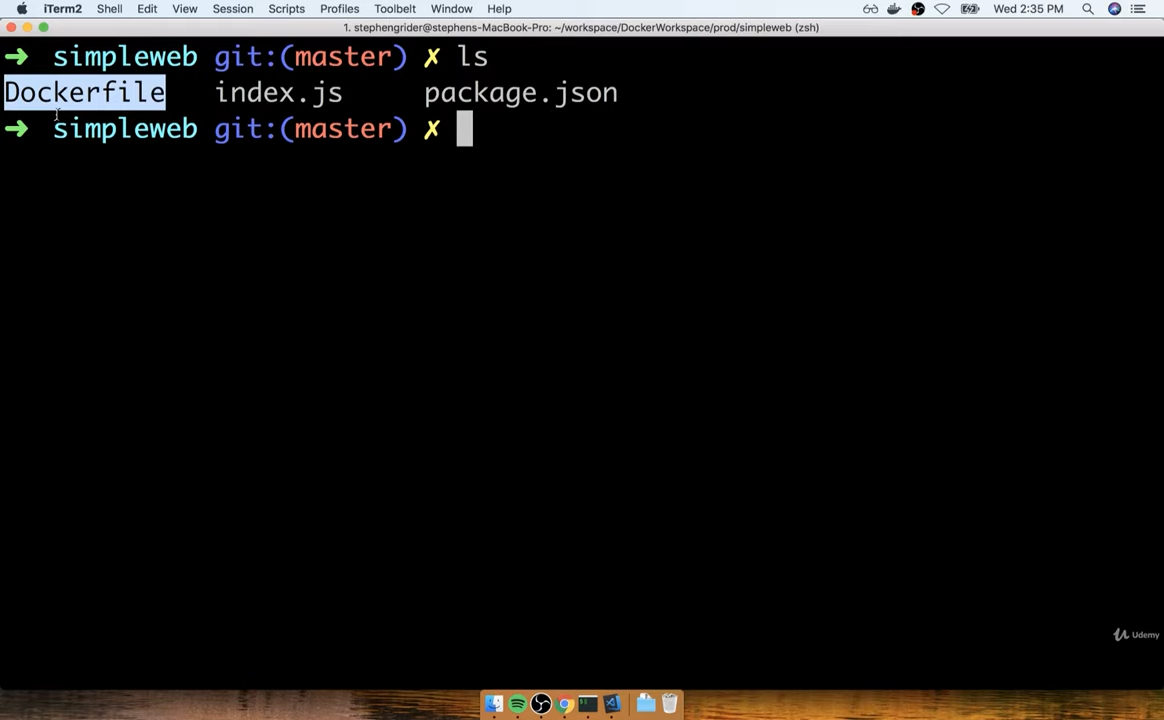 iTerm2 Shell Edit View Session Scripts Profiles Toolbelt Window Help Wed 2:35 PM
1. stephengrider@stephens-MacBook-Pro: ~/workspace/DockerWorkspace/prod/simpleweb (zsh)
➜ simpleweb git:(master) ✗ ls
Dockerfile index.js package.json
➜ simpleweb git:(master) ✗
Udemy